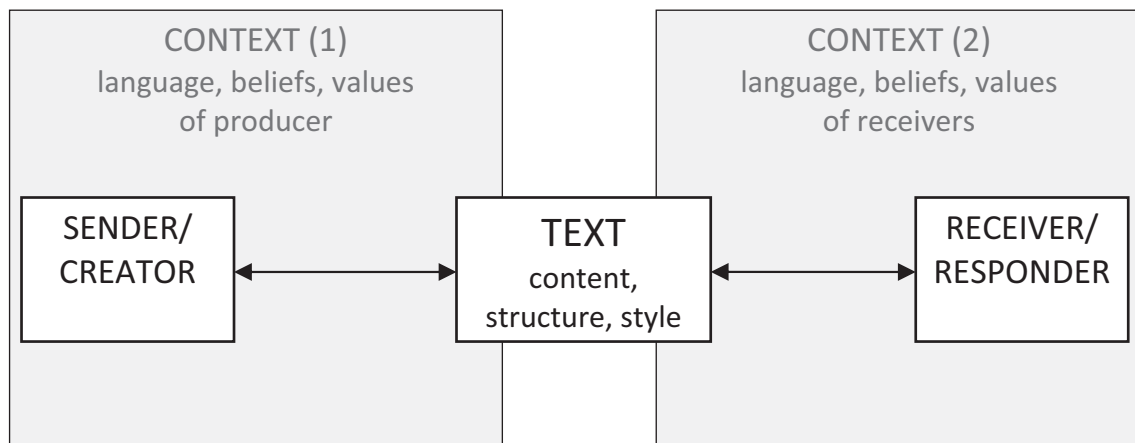 CONTEXT (1)
language, beliefs, values
of producer
CONTEXT (2)
language, beliefs, values
of receivers
SENDER/
CREATOR
TEXT
content,
structure, style
RECEIVER/
RESPONDER